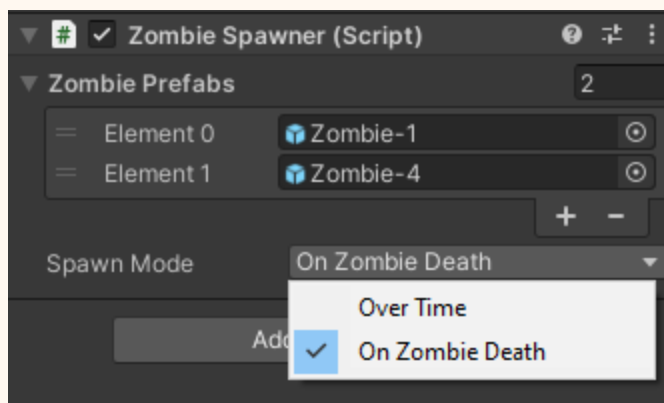 # Zombie Spawner (Script)
Zombie Prefabs 2
Element 0 Zombie-1
Element 1 Zombie-4
+ -
Spawn Mode On Zombie Death
Over Time
Add
On Zombie Death